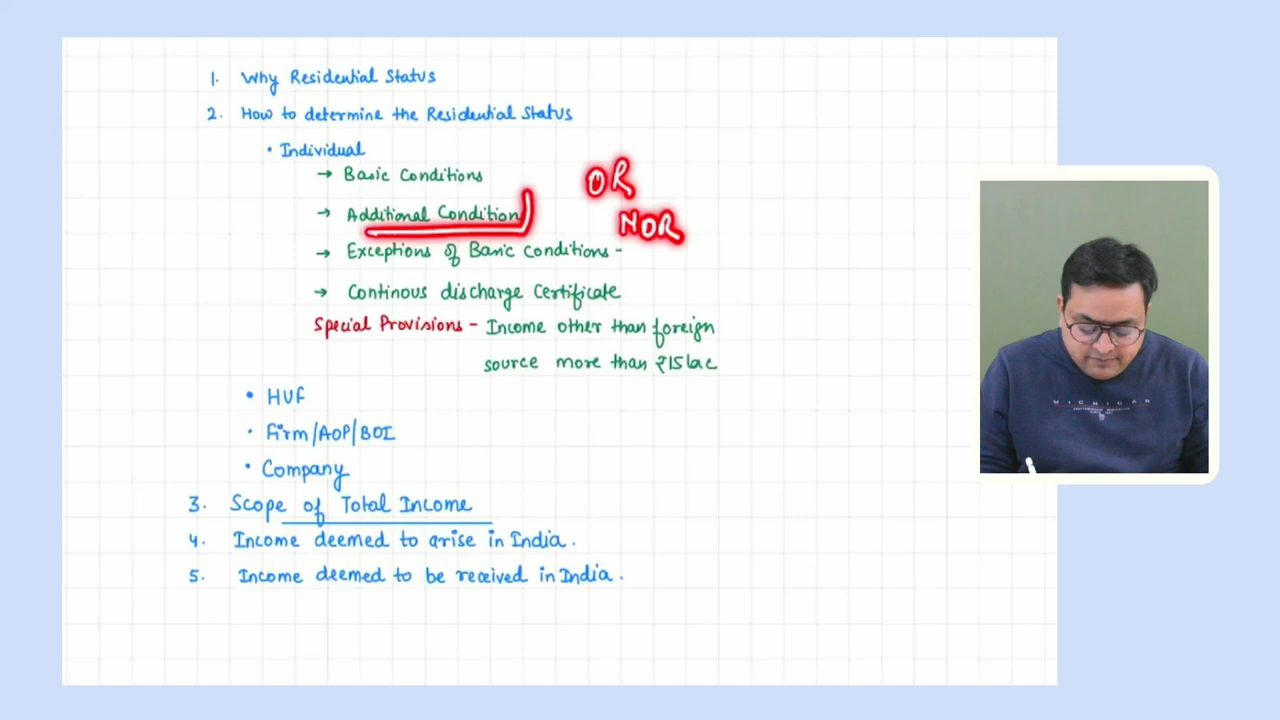 1. Why Residential Status
2. How to determine the Residential Status
• Individual
→ Basic Conditions
OR
→ Additional Condition
NOR
→ Exceptions of Basic Conditions -
→ Continous discharge Certificate
Special Provisions - Income other than foreign
source more than ₹15 lac
• HUF
• Firm/AOP/BOI
• Company
3. Scope of Total Income
4. Income deemed to arise in India.
5. Income deemed to be received in India.
MICHIGAN